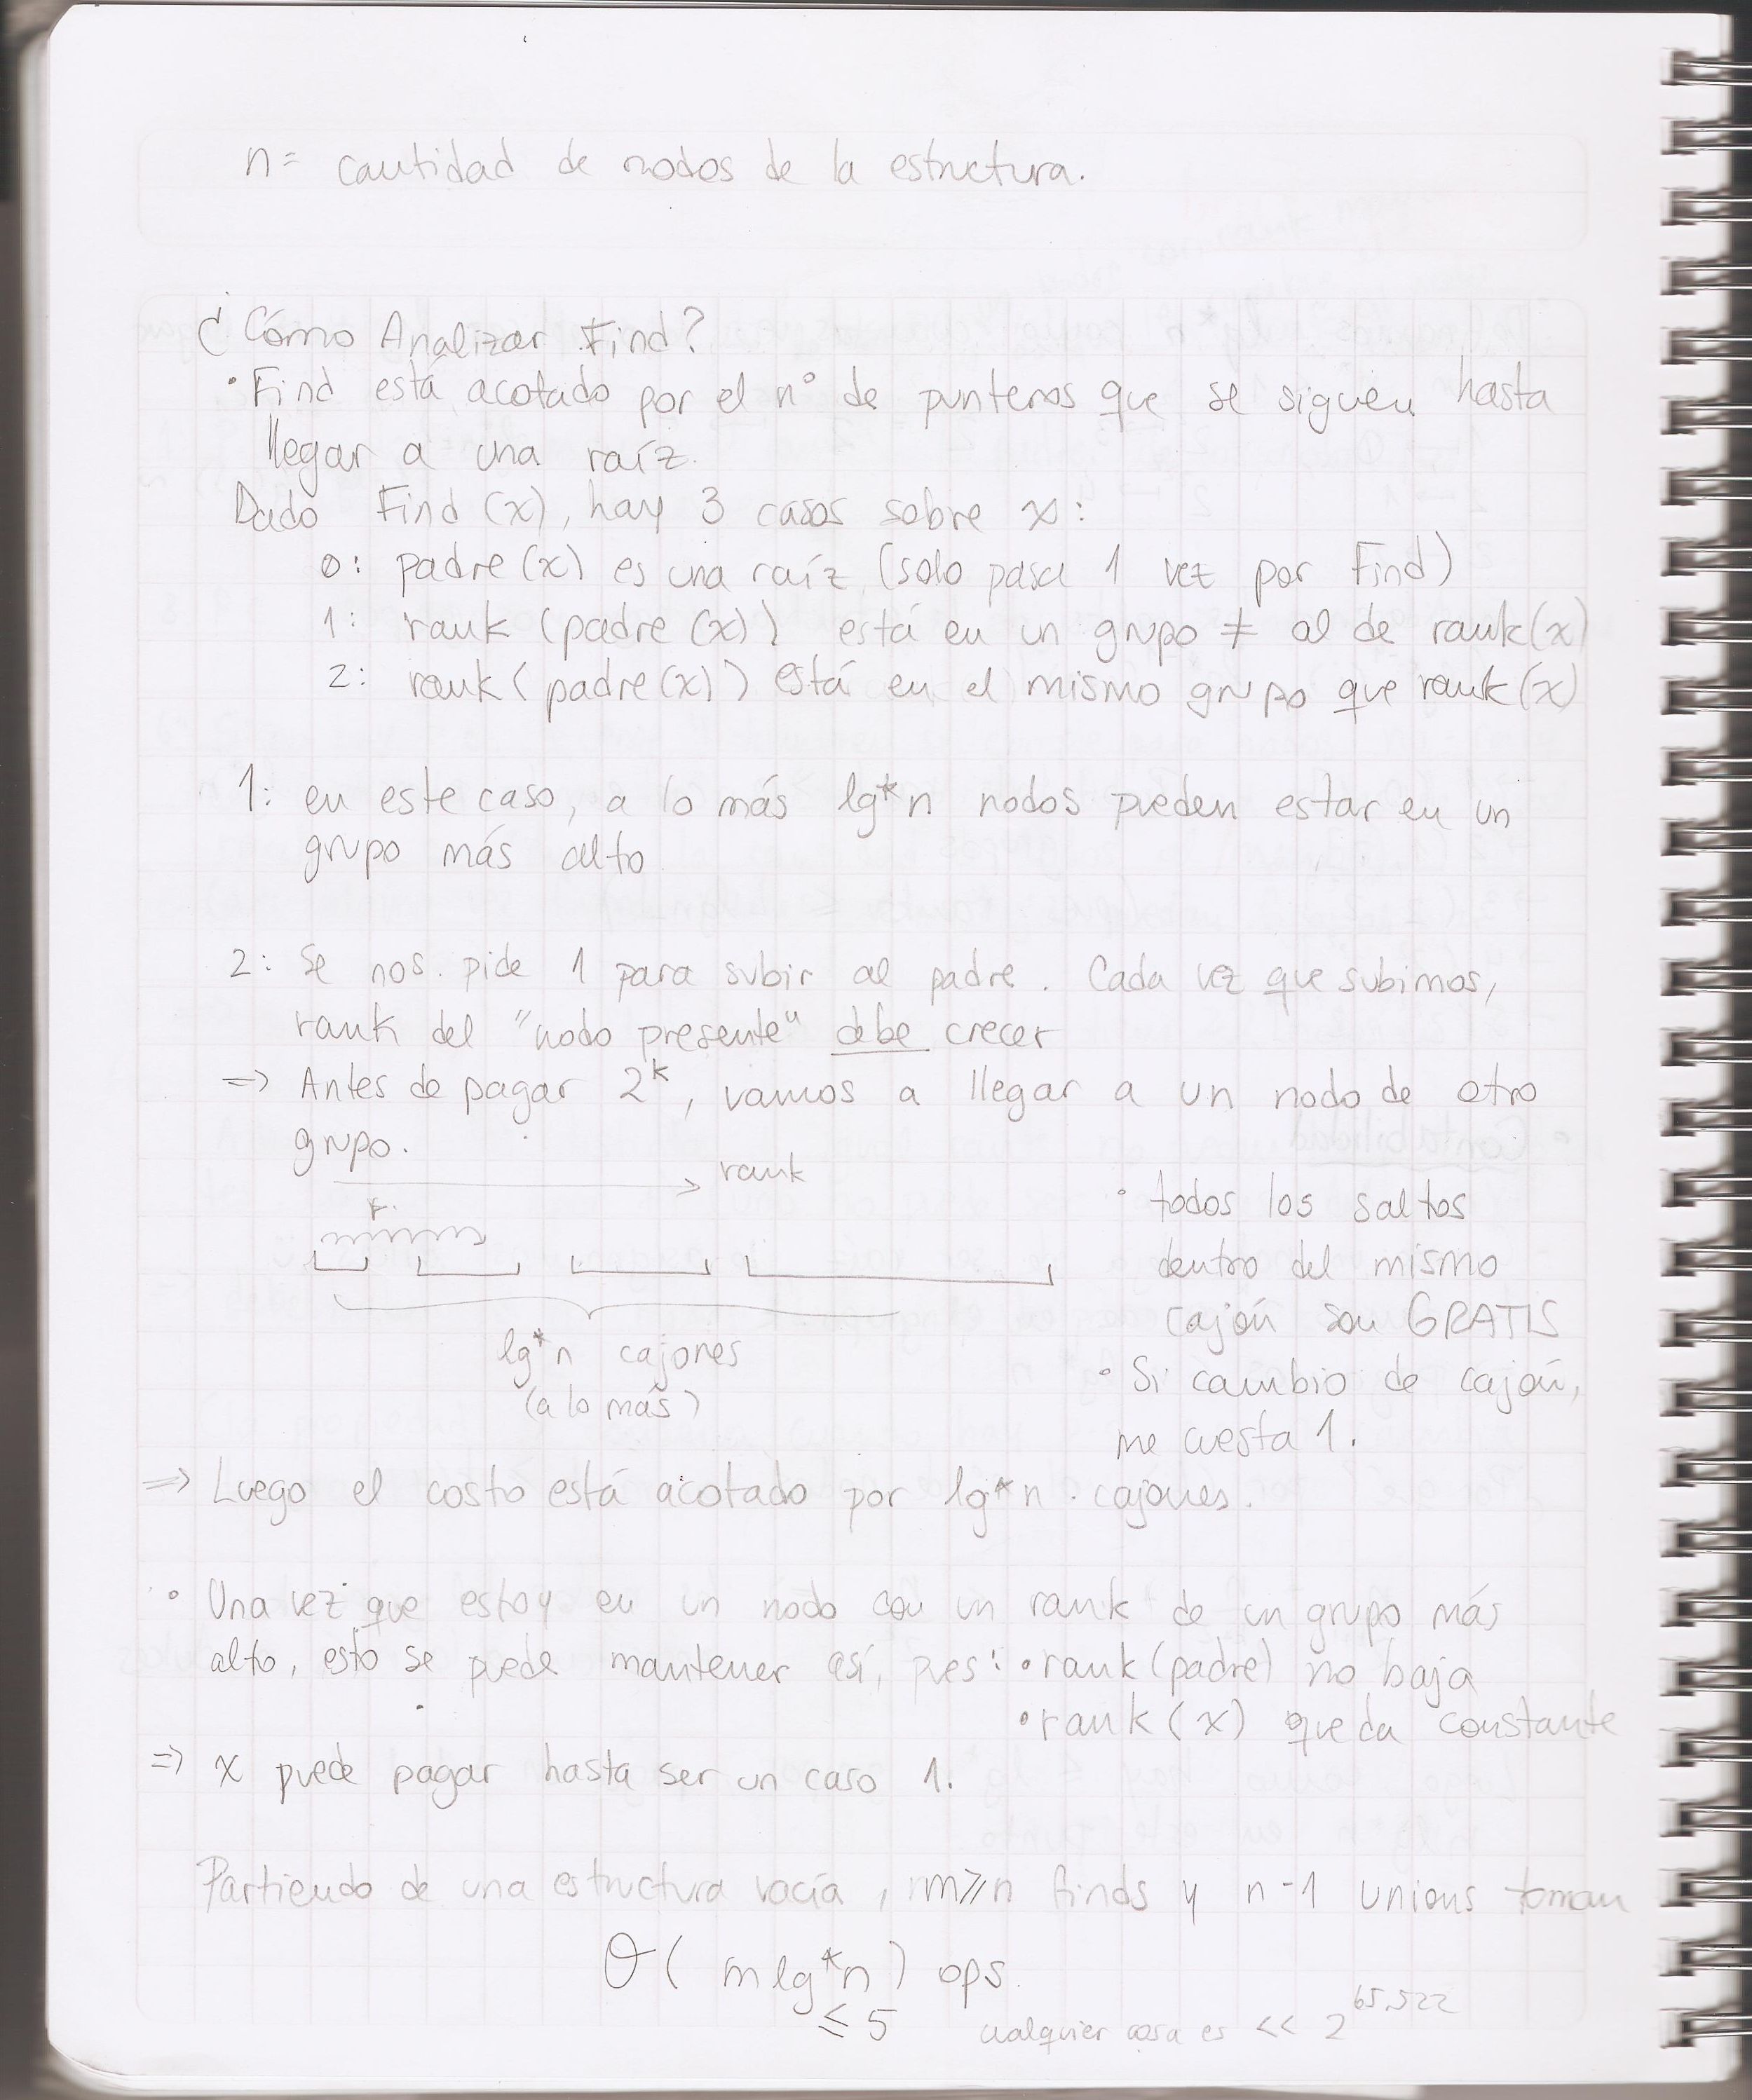 n = cantidad de nodos de la estructura.
¿Cómo Analizar Find?
• Find está acotado por el n° de punteros que se siguen hasta
llegar a una raíz.
Dado Find (x), hay 3 casos sobre x:
0: padre (x) es una raíz (solo pasa 1 vez por Find)
1: rank (padre (x)) está en un grupo ≠ al de rank(x)
2: rank (padre(x)) está en el mismo grupo que rank(x)
1: en este caso, a lo más lg*n nodos pueden estar en un
grupo más alto
2: Se nos pide 1 para subir al padre. Cada vez que subimos,
rank del "nodo presente" debe crecer
=> Antes de pagar 2^k, vamos a llegar a un nodo de otro
grupo.
rank
r.
lg*n cajones
(a lo más)
• todos los saltos
dentro del mismo
cajón son GRATIS
• Si cambio de cajón,
me cuesta 1.
=> Luego el costo está acotado por lg*n cajones.
• Una vez que estoy en un nodo con un rank de un grupo más
alto, esto se puede mantener así, pues: • rank (padre) no baja
• rank (x) queda constante
=> x puede pagar hasta ser un caso 1.
Partiendo de una estructura vacía, m≥n finds y n-1 unions toman
Θ( m lg*n ) ops.
≤ 5 cualquier cosa es << 2^65.522